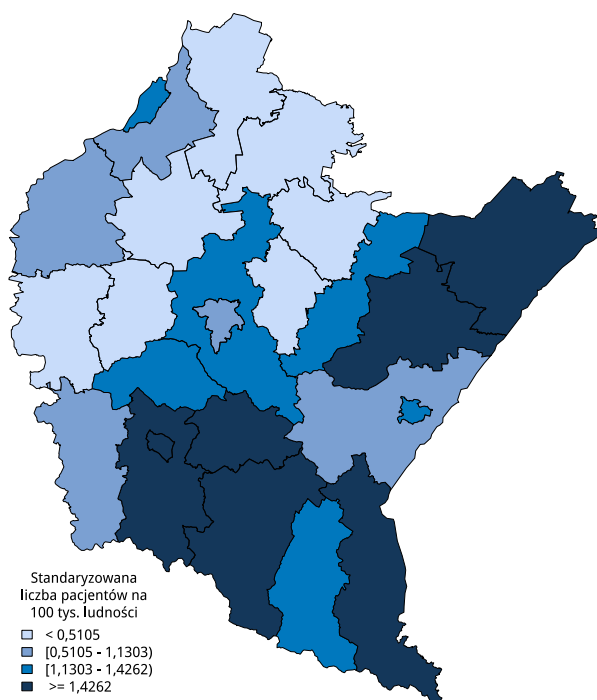 Standaryzowana
liczba pacjentów na
100 tys. ludności
< 0,5105
[0,5105 - 1,1303)
[1,1303 - 1,4262)
>= 1,4262